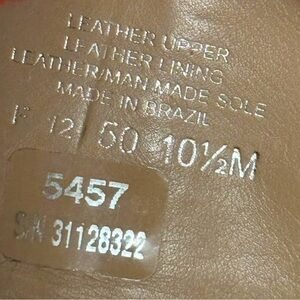 LEATHER UPPER
LEATHER LINING
LEATHER/MAN MADE SOLE
MADE IN BRAZIL
F 12 50 10½M
5457
S/N 31128322